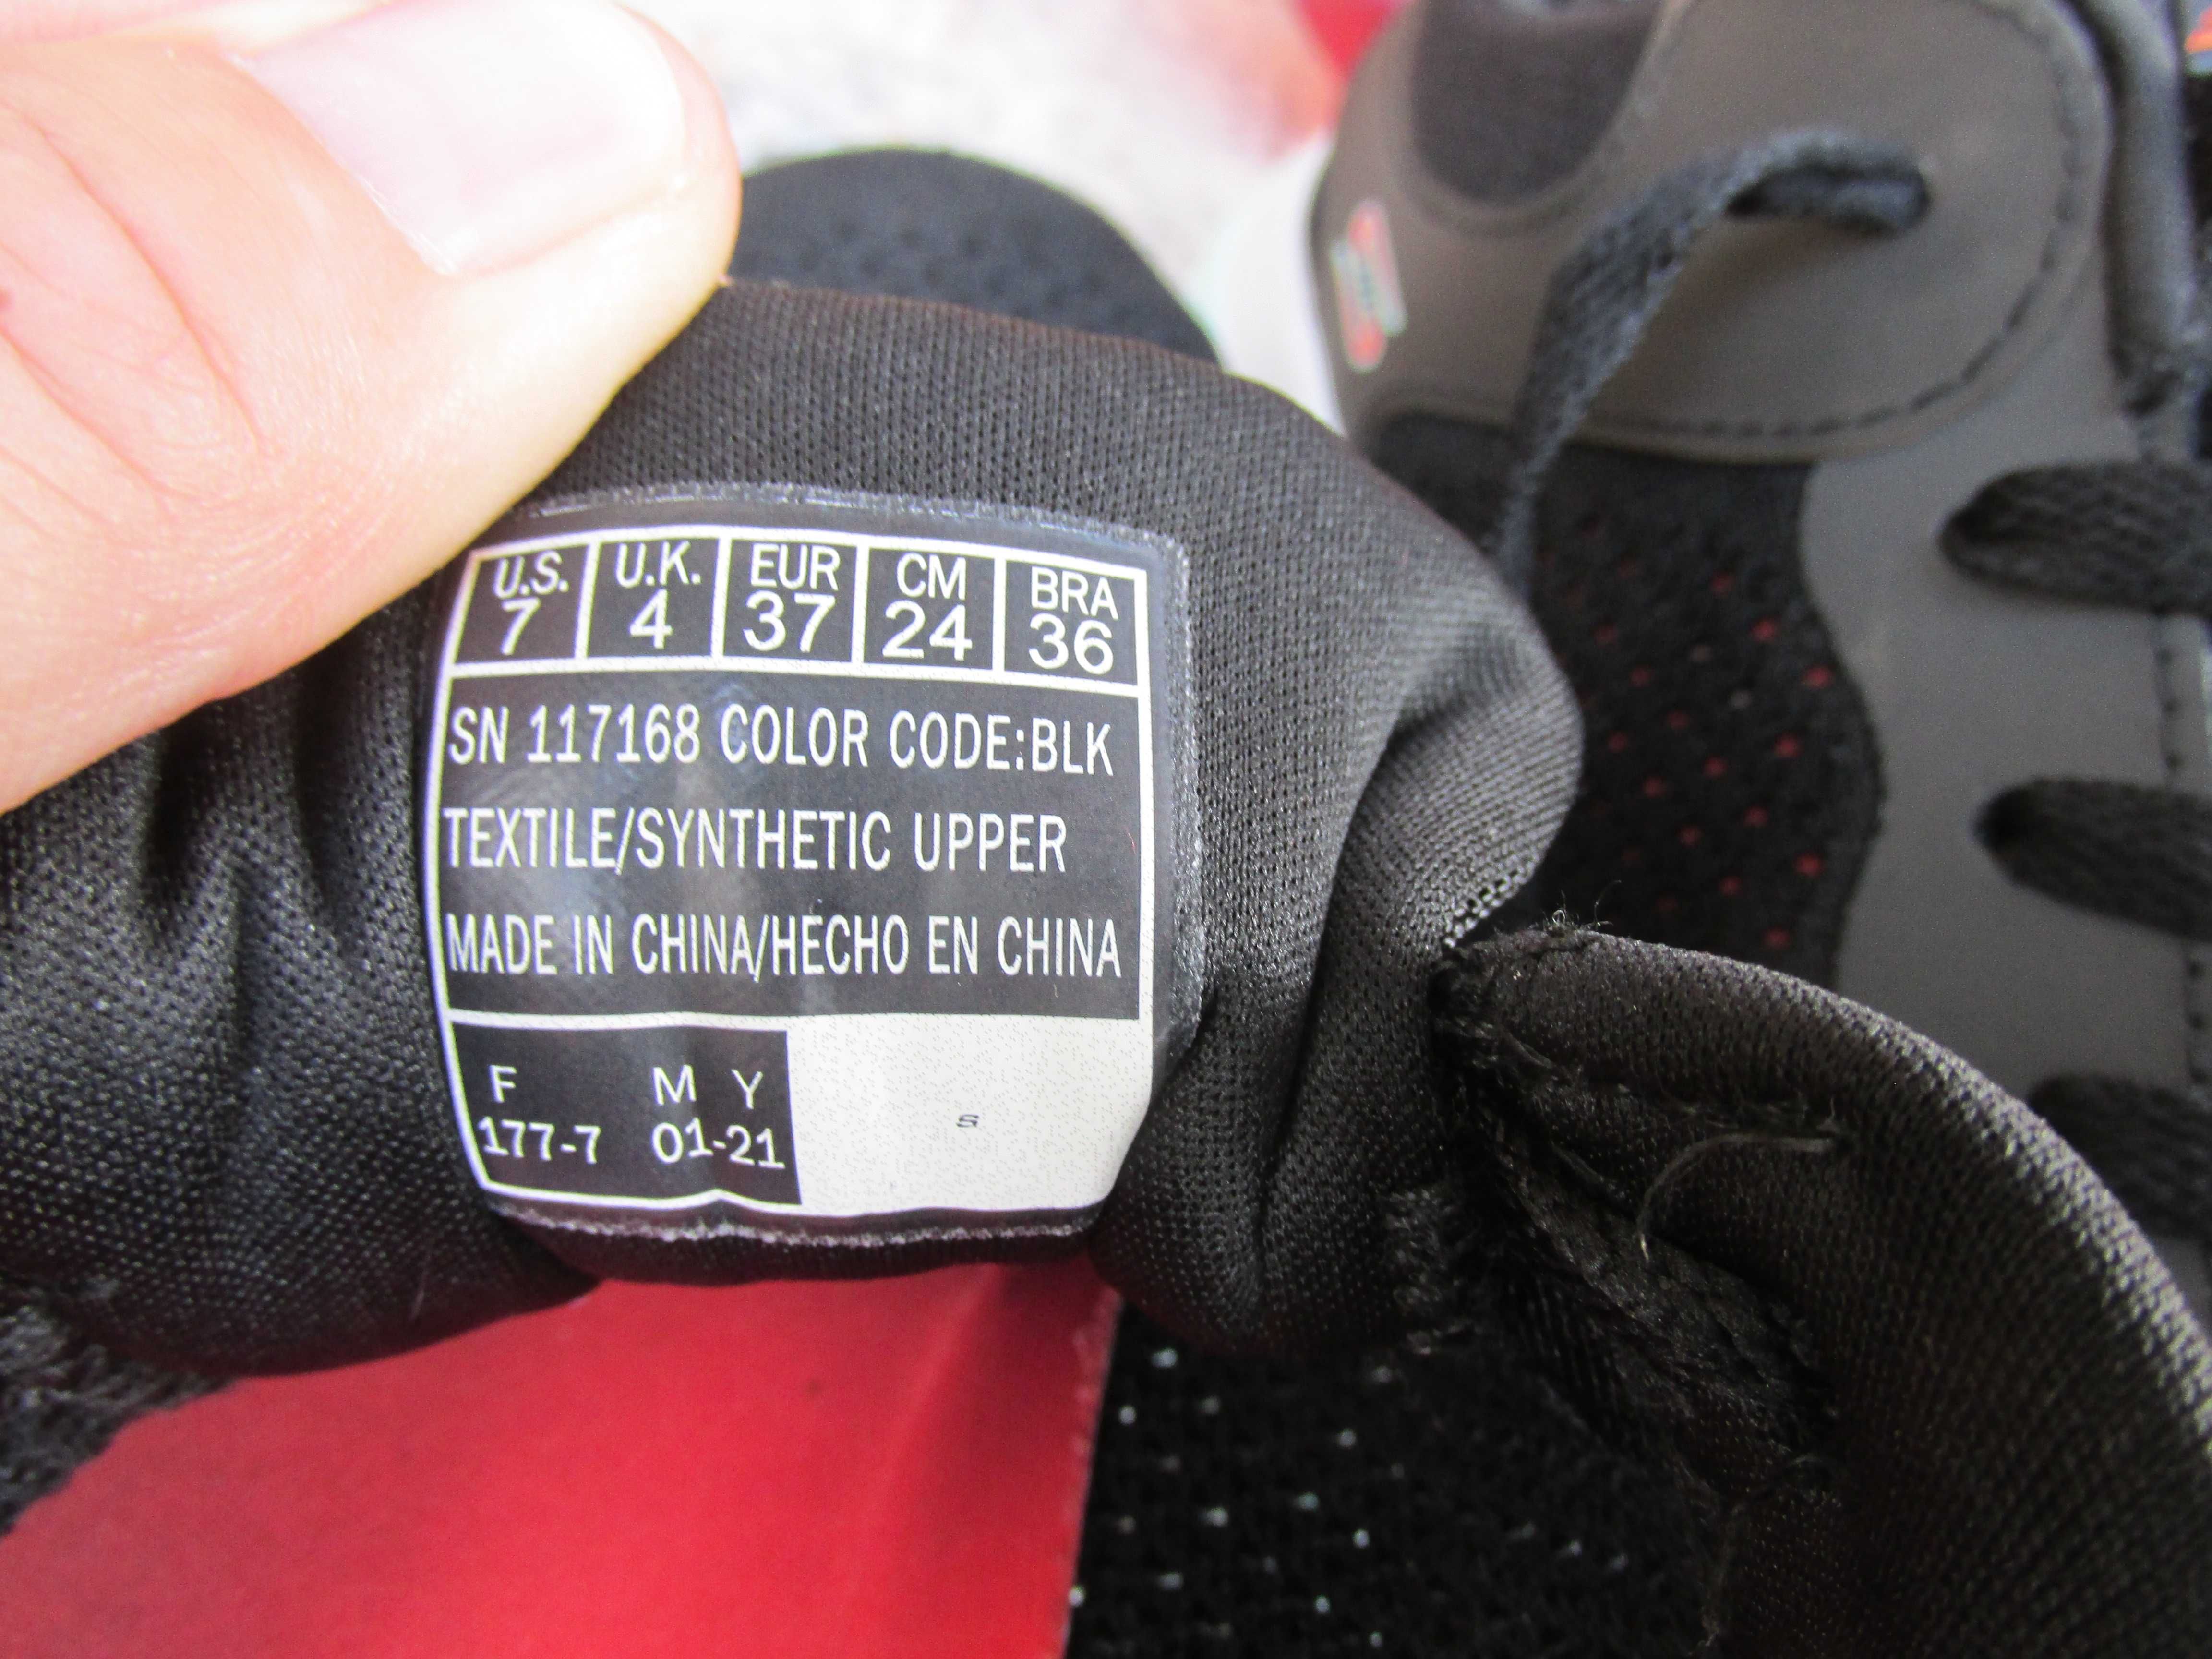 U.S. U.K. EUR CM BRA
7 4 37 24 36
SN 117168 COLOR CODE:BLK
TEXTILE/SYNTHETIC UPPER
MADE IN CHINA/HECHO EN CHINA
F M Y
177-7 01-21
S